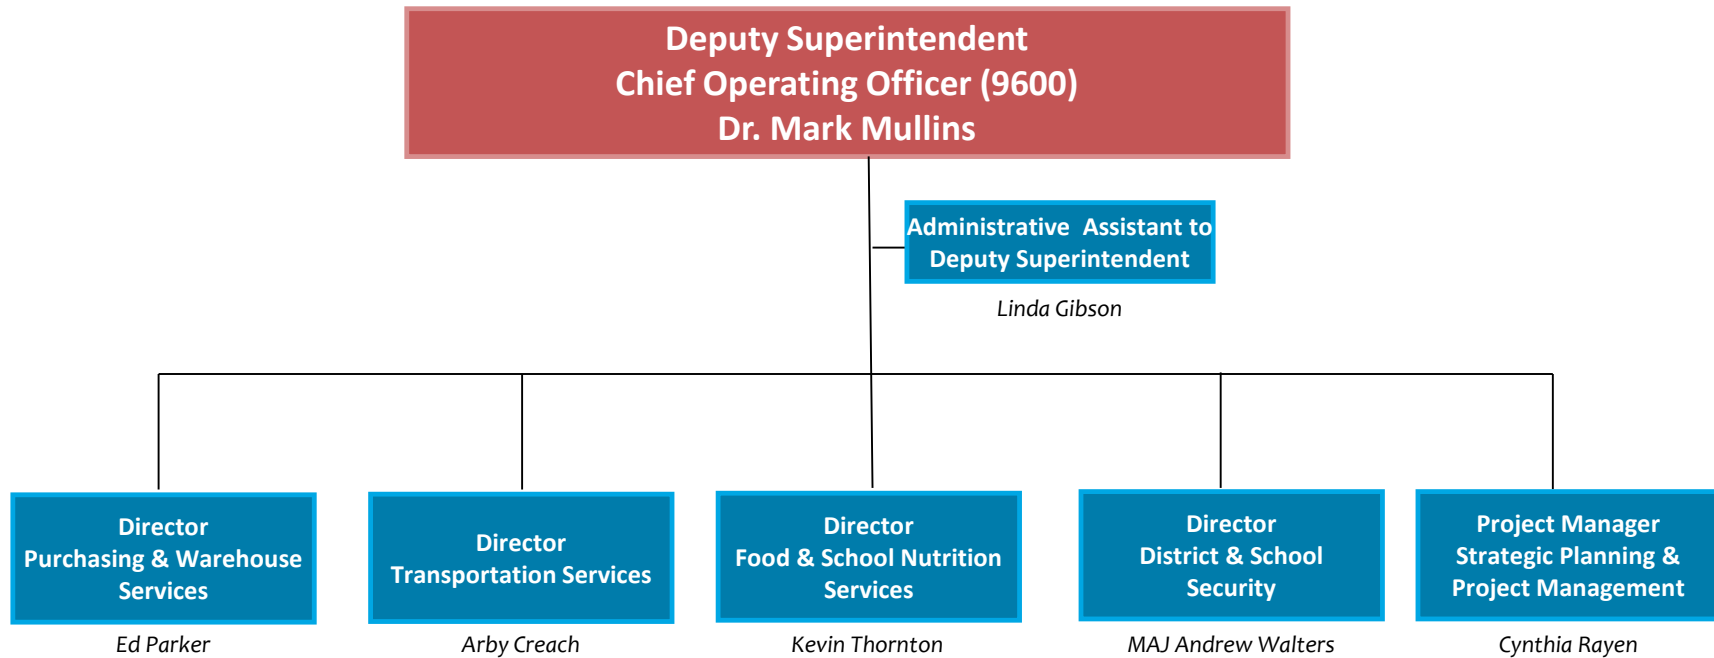 Deputy Superintendent
Chief Operating Officer (9600)
Dr. Mark Mullins
Administrative  Assistant to
Deputy Superintendent
Linda Gibson
Director
Purchasing & Warehouse
Services
Ed Parker
Director
Transportation Services
Arby Creach
Director
Food & School Nutrition
Services
Kevin Thornton
Director
District & School
Security
MAJ Andrew Walters
Project Manager
Strategic Planning &
Project Management
Cynthia Rayen